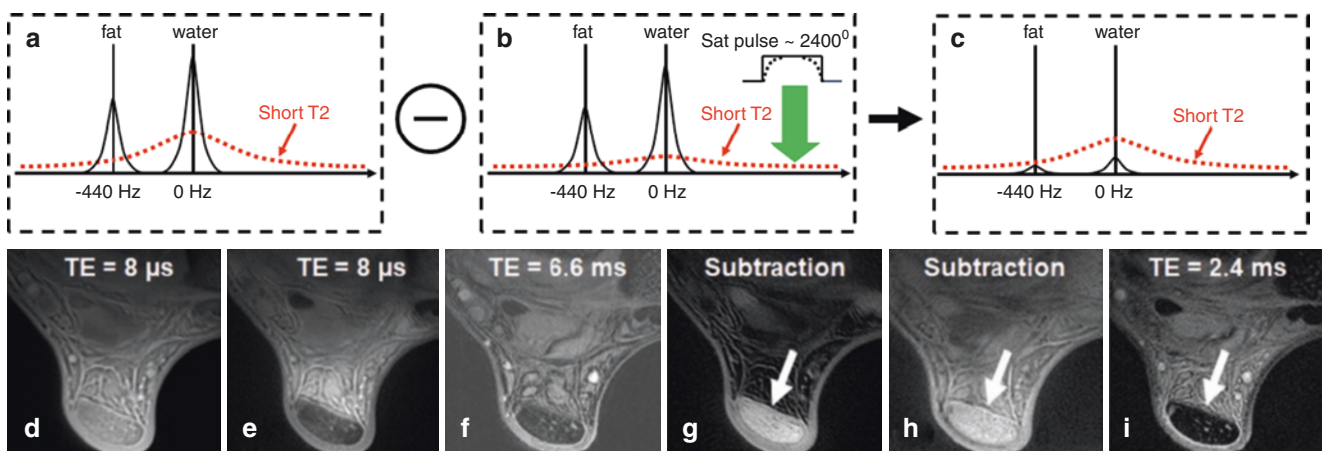 a
fat
water
Short T2
-440 Hz
0 Hz
b
fat
water
Sat pulse ~ 2400⁰
Short T2
-440 Hz
0 Hz
c
fat
water
Short T2
-440 Hz
0 Hz
TE = 8 µs
d
TE = 8 µs
e
TE = 6.6 ms
f
Subtraction
g
Subtraction
h
TE = 2.4 ms
i